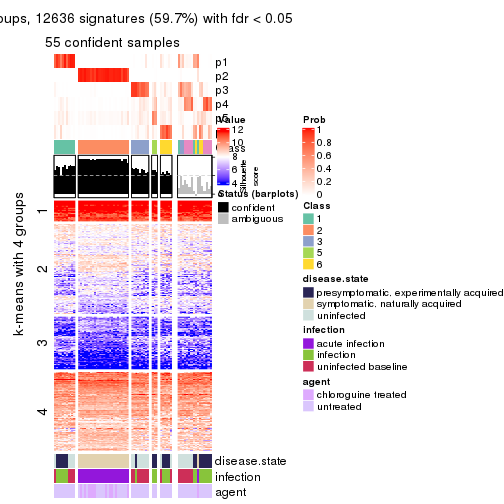 oups, 12636 signatures (59.7%) with fdr < 0.05
55 confident samples
p1
p2
p3
p4
Value
12
10
8
6
4
Silhouette
score
Status (barplots)
confident
ambiguous
Prob
0.8
0.6
0.4
0.2
0
Class
1
2
3
5
6
disease.state
presymptomatic, experimentally acquired
symptomatic, naturally acquired
uninfected
infection
acute infection
infection
uninfected baseline
agent
chloroguine treated
untreated
k-means with 4 groups
1
2
3
4
disease.state
infection
agent